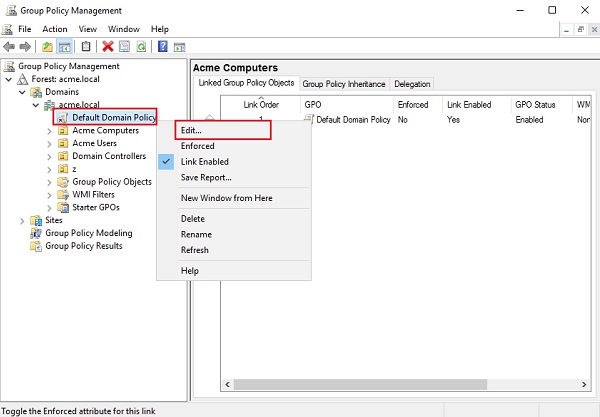 Group Policy Management
File Action View Window Help
Group Policy Management
Forest: acme.local
Domains
acme.local
Default Domain Policy
Acme Computers
Acme Users
Domain Controllers
z
Group Policy Objects
WMI Filters
Starter GPOs
Sites
Group Policy Modeling
Group Policy Results
Edit...
Enforced
Link Enabled
Save Report...
New Window from Here
Delete
Rename
Refresh
Help
Acme Computers
Linked Group Policy Objects Group Policy Inheritance Delegation
Link Order GPO Enforced Link Enabled GPO Status WM
1 Default Domain Policy No Yes Enabled Non
Toggle the Enforced attribute for this link